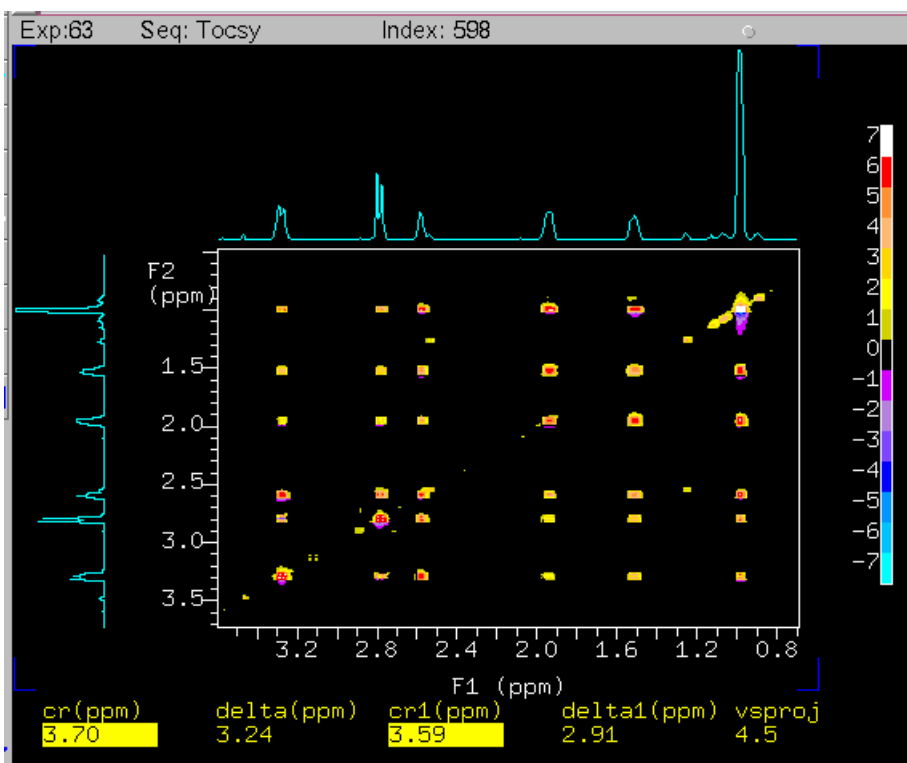 Exp:63 Seq: Tocsy Index: 598
7
6
5
4
3
2
1
0
-1
-2
-3
-4
-5
-6
-7
F2
(ppm)
1.5
2.0
2.5
3.0
3.5
3.2 2.8 2.4 2.0 1.6 1.2 0.8
F1 (ppm)
cr(ppm) delta(ppm) cr1(ppm) delta1(ppm) vsproj
3.70 3.24 3.59 2.91 4.5